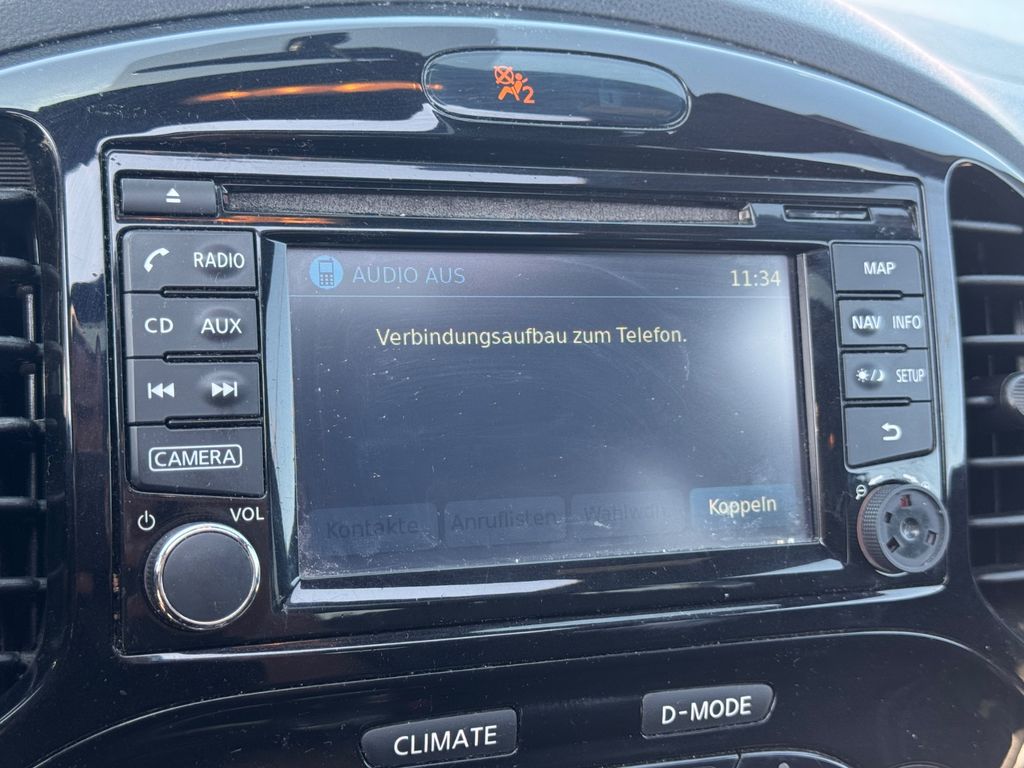 2
RADIO
AUDIO AUS
11:34
MAP
CD
AUX
Verbindungsaufbau zum Telefon.
NAV
INFO
SETUP
CAMERA
Kontakte
Anruflisten
Koppeln
VOL
D-MODE
CLIMATE